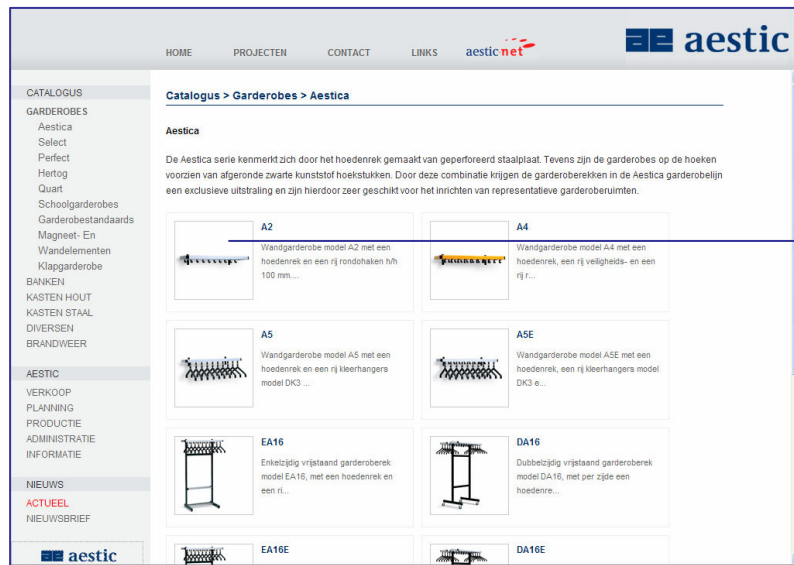 HOME PROJECTEN CONTACT LINKS aestic net
ae aestic
CATALOGUS
GARDEROBES
Aestica
Select
Perfect
Hertog
Quart
Schoolgarderobes
Garderobestandaards
Magneet- En
Wandelementen
Klapgarderobe
BANKEN
KASTEN HOUT
KASTEN STAAL
DIVERSEN
BRANDWEER
AESTIC
VERKOOP
PLANNING
PRODUCTIE
ADMINISTRATIE
INFORMATIE
NIEUWS
ACTUEEL
NIEUWSBRIEF
ae aestic
Catalogus > Garderobes > Aestica
Aestica
De Aestica serie kenmerkt zich door het hoedenrek gemaakt van geperforeerd staalplaat. Tevens zijn de garderobes op de hoeken
voorzien van afgeronde zwarte kunststof hoekstukken. Door deze combinatie krijgen de garderoberekken in de Aestica garderobelijn
een exclusieve uitstraling en zijn hierdoor zeer geschikt voor het inrichten van representatieve garderoberuimten.
A2
Wandgarderobe model A2 met een
hoedenrek en een rij rondohaken h/h
100 mm....
A4
Wandgarderobe model A4 met een
hoedenrek, een rij veiligheids- en een
rij r...
A5
Wandgarderobe model A5 met een
hoedenrek en een rij kleerhangers
model DK3 ...
A5E
Wandgarderobe model A5E met een
hoedenrek, een rij kleerhangers model
DK3 e...
EA16
Enkelzijdig vrijstaand garderoberek
model EA16, met een hoedenrek en
een ri...
DA16
Dubbelzijdig vrijstaand garderoberek
model DA16, met per zijde een
hoedenre...
EA16E
DA16E